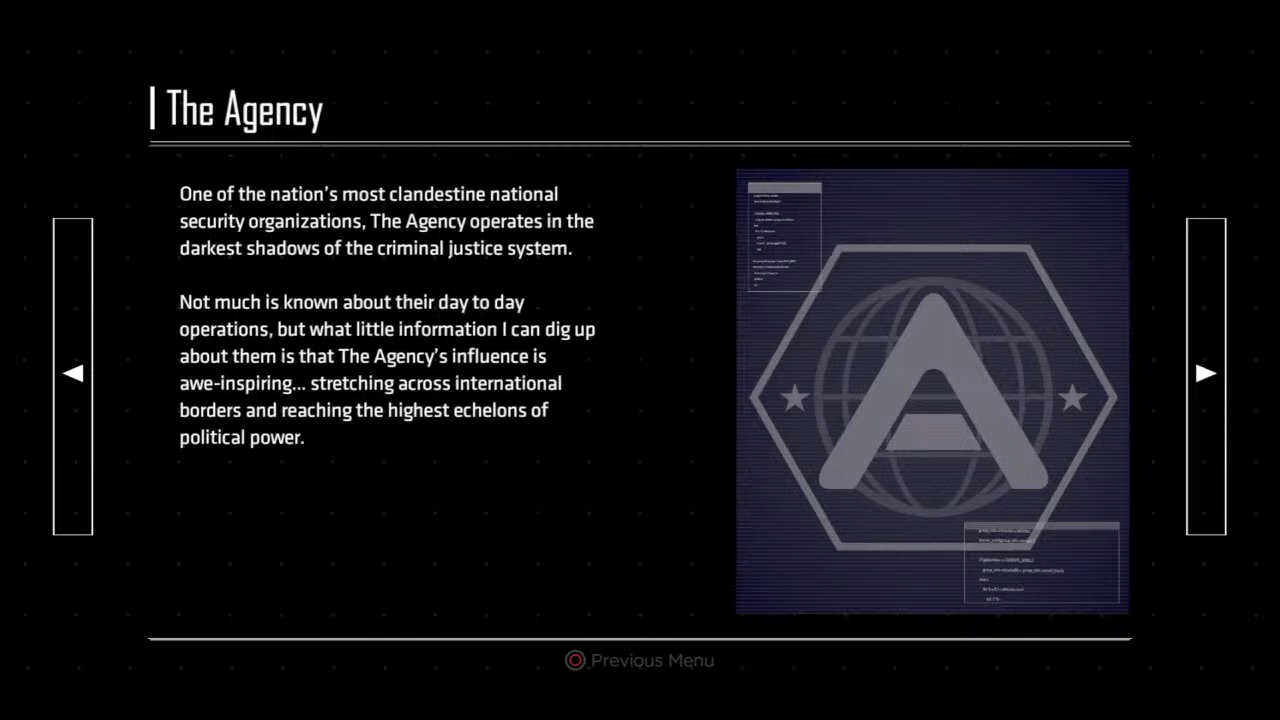 The Agency
One of the nation's most clandestine national
security organizations, The Agency operates in the
darkest shadows of the criminal justice system.
Not much is known about their day to day
operations, but what little information I can dig up
about them is that The Agency's influence is
awe-inspiring... stretching across international
borders and reaching the highest echelons of
political power.
Previous Menu